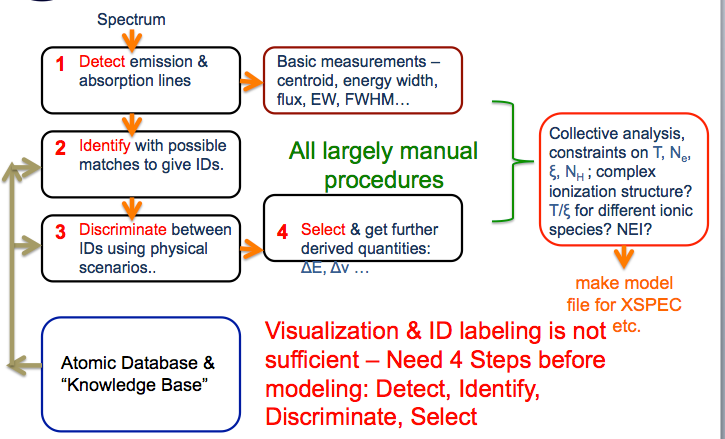 Spectrum
1 Detect emission &
absorption lines
Basic measurements –
centroid, energy width,
flux, EW, FWHM…
2 Identify with possible
matches to give IDs.
All largely manual
procedures
3 Discriminate between
IDs using physical
scenarios..
4 Select & get further
derived quantities:
ΔE, Δv …
Collective analysis,
constraints on T, Ne,
ξ, NH ; complex
ionization structure?
T/ξ for different ionic
species? NEI?
make model
file for XSPEC
etc.
Atomic Database &
“Knowledge Base”
Visualization & ID labeling is not
sufficient – Need 4 Steps before
modeling: Detect, Identify,
Discriminate, Select